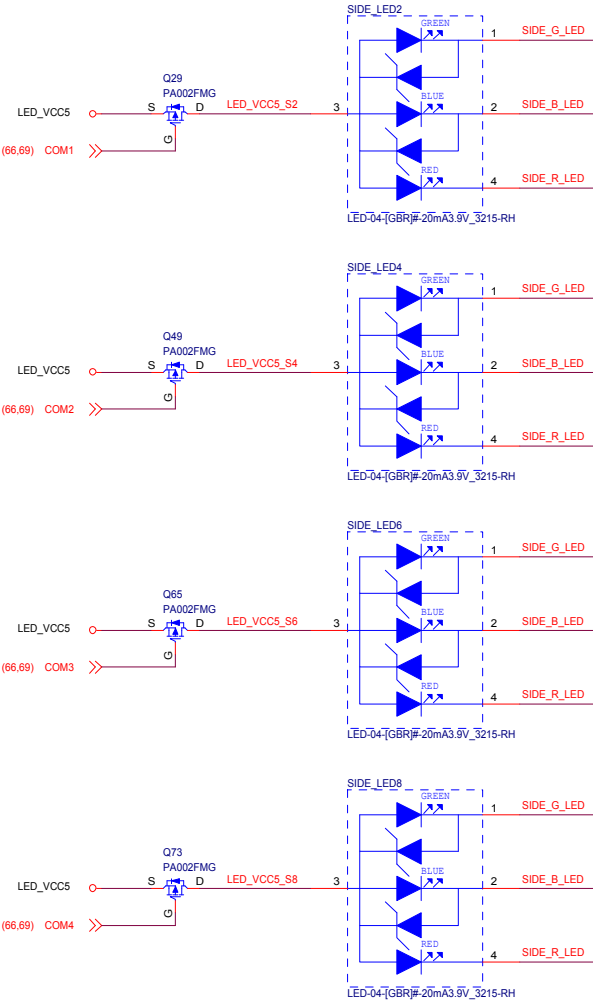 SIDE_LED2
GREEN
1 SIDE_G_LED
Q29
PA002FMG
LED_VCC5 S D LED_VCC5_S2 3 BLUE 2 SIDE_B_LED
G
(66,69) COM1
RED
4 SIDE_R_LED
LED-04-[GBR]#-20mA3.9V_3215-RH
SIDE_LED4
GREEN
1 SIDE_G_LED
Q49
PA002FMG
LED_VCC5 S D LED_VCC5_S4 3 BLUE 2 SIDE_B_LED
G
(66,69) COM2
RED
4 SIDE_R_LED
LED-04-[GBR]#-20mA3.9V_3215-RH
SIDE_LED6
GREEN
1 SIDE_G_LED
Q65
PA002FMG
LED_VCC5 S D LED_VCC5_S6 3 BLUE 2 SIDE_B_LED
G
(66,69) COM3
RED
4 SIDE_R_LED
LED-04-[GBR]#-20mA3.9V_3215-RH
SIDE_LED8
GREEN
1 SIDE_G_LED
Q73
PA002FMG
LED_VCC5 S D LED_VCC5_S8 3 BLUE 2 SIDE_B_LED
G
(66,69) COM4
RED
4 SIDE_R_LED
LED-04-[GBR]#-20mA3.9V_3215-RH